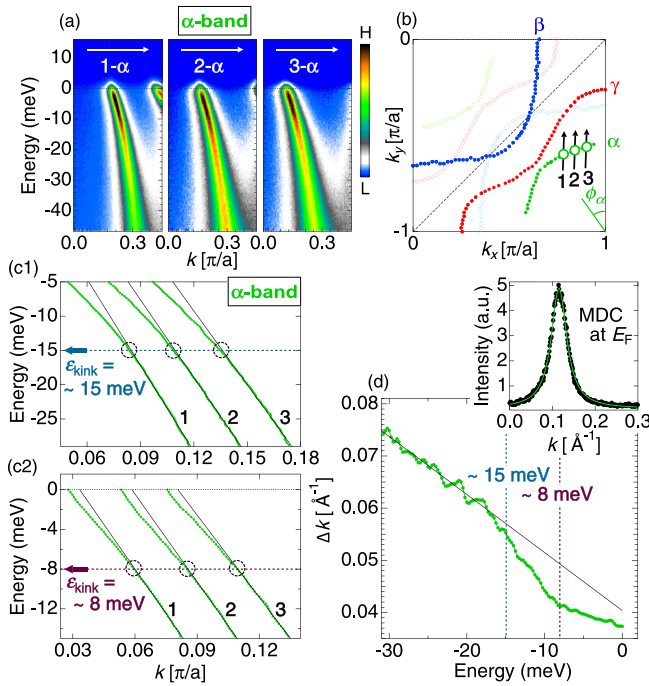 (a)
α-band
1-α
2-α
3-α
H
L
Energy (meV)
0
-10
-20
-30
-40
0.0
0.3
0.0
0.3
0.0
0.3
k [π/a]
(b)
β
γ
α
1 2 3
ϕα
0
-1
ky [π/a]
0
1
kx [π/a]
(c1)
α-band
-5
-10
-15
-20
-25
Energy (meV)
εkink =
~ 15 meV
1
2
3
0.06
0.09
0.12
0.15
0.18
(c2)
0
-4
-8
-12
Energy (meV)
εkink =
~ 8 meV
1
2
3
0.03
0.06
0.09
0.12
k [π/a]
Intensity (a.u.)
5
4
3
2
1
MDC
at EF
0.0
0.1
0.2
0.3
k [ Å-1]
(d)
0.08
0.07
0.06
0.05
0.04
Δk [Å-1]
~ 15 meV
~ 8 meV
-30
-20
-10
0
Energy (meV)